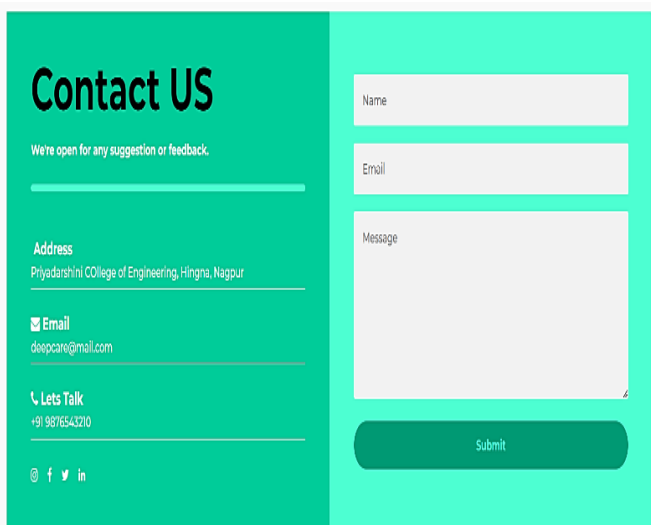 Contact US
We're open for any suggestion or feedback.
Address
Priyadarshini COllege of Engineering, Hingna, Nagpur
Email
deepcare@mail.com
Lets Talk
+91 9876543210
Name
Email
Message
Submit